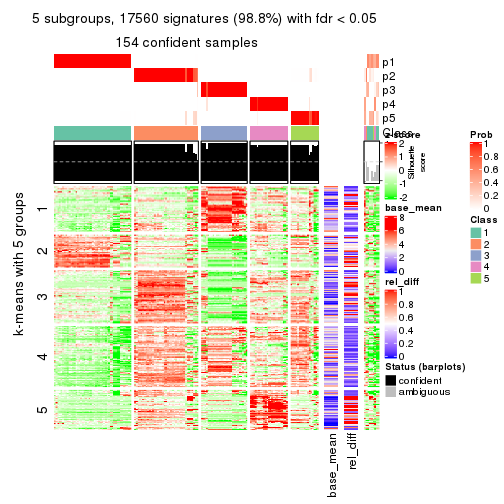 5 subgroups, 17560 signatures (98.8%) with fdr < 0.05
154 confident samples
p1
p2
p3
p4
p5
Class
z-score
2
1
0
-1
-2
Silhouette
score
base_mean
8
6
4
2
0
rel_diff
1
0.8
0.6
0.4
0.2
0
Status (barplots)
confident
ambiguous
Prob
1
0.8
0.6
0.4
0.2
0
Class
1
2
3
4
5
k-means with 5 groups
1
2
3
4
5
base_mean
rel_diff